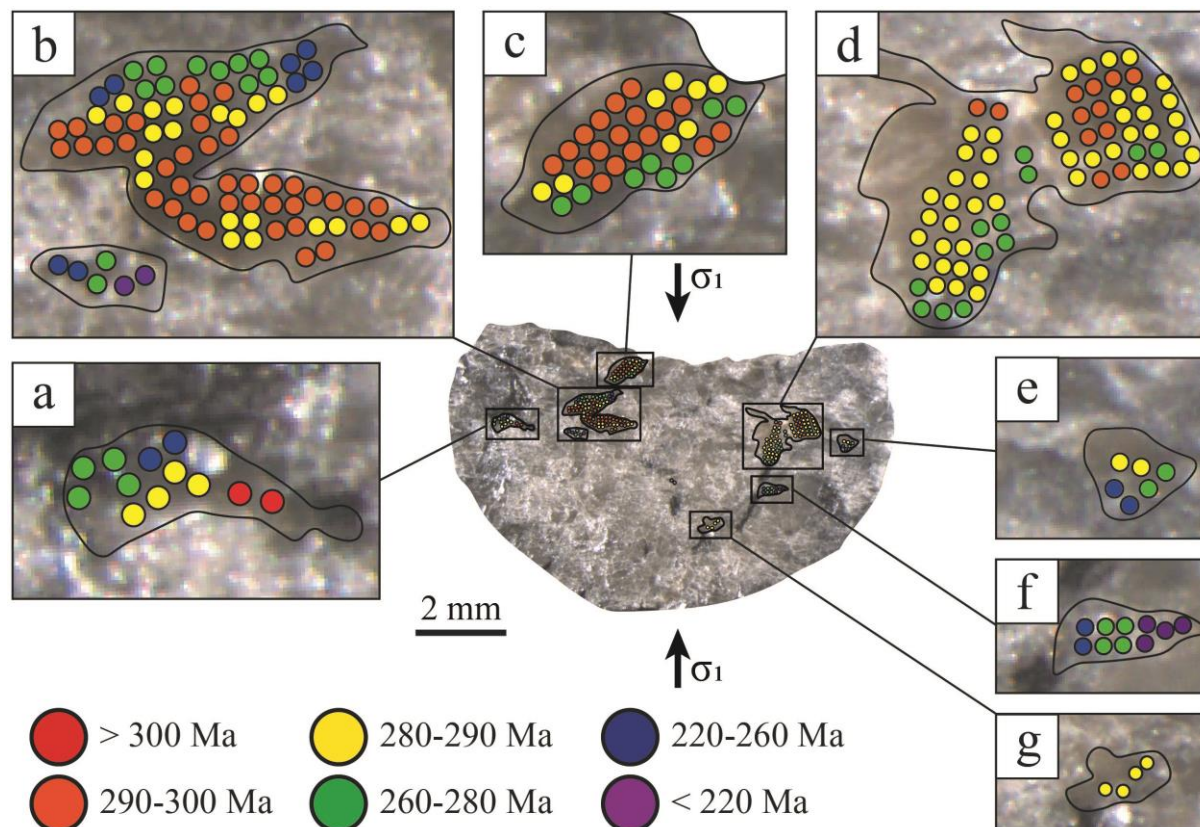 b
c
d
σ₁
a
e
2 mm
f
σ₁
g
> 300 Ma
280-290 Ma
220-260 Ma
290-300 Ma
260-280 Ma
< 220 Ma